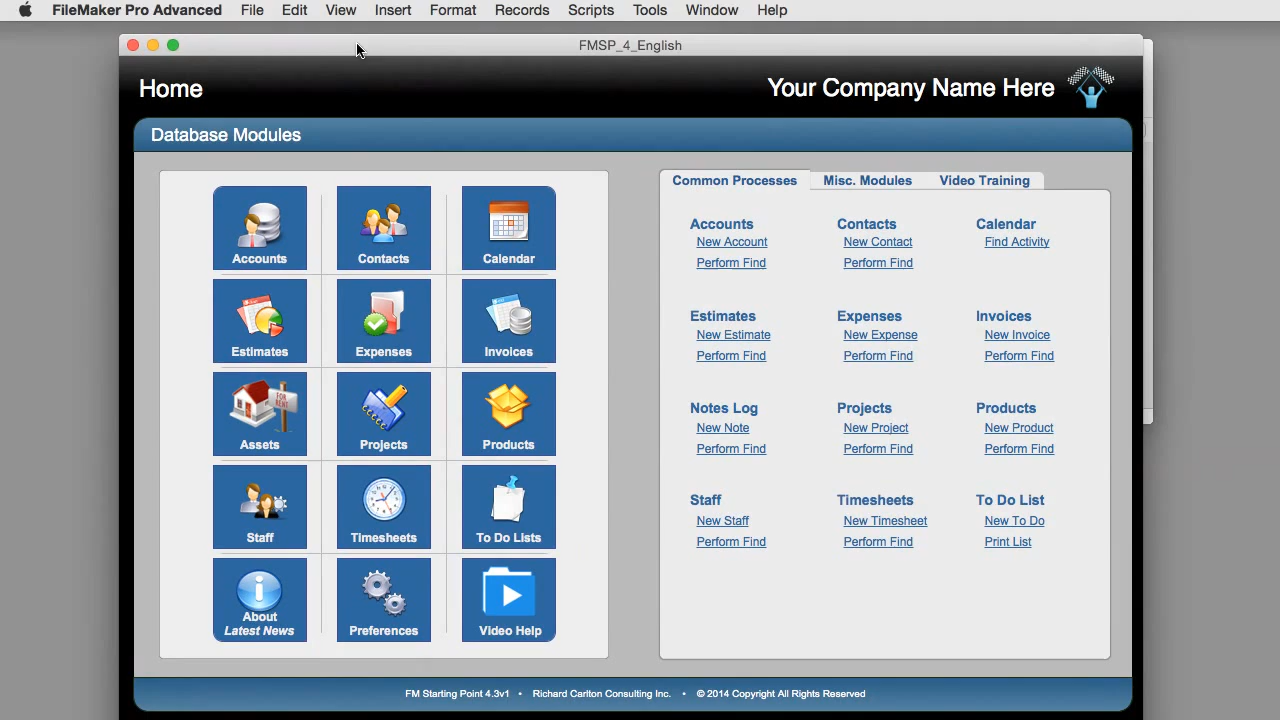 FileMaker Pro Advanced File Edit View Insert Format Records Scripts Tools Window Help
FMSP_4_English
Home
Your Company Name Here
Database Modules
Accounts
Contacts
Calendar
Estimates
Expenses
Invoices
FOR RENT
Assets
Projects
Products
Staff
Timesheets
To Do Lists
About
Latest News
Preferences
Video Help
Common Processes Misc. Modules Video Training
Accounts
New Account
Perform Find
Contacts
New Contact
Perform Find
Calendar
Find Activity
Estimates
New Estimate
Perform Find
Expenses
New Expense
Perform Find
Invoices
New Invoice
Perform Find
Notes Log
New Note
Perform Find
Projects
New Project
Perform Find
Products
New Product
Perform Find
Staff
New Staff
Perform Find
Timesheets
New Timesheet
Perform Find
To Do List
New To Do
Print List
FM Starting Point 4.3v1 • Richard Carlton Consulting Inc. • © 2014 Copyright All Rights Reserved